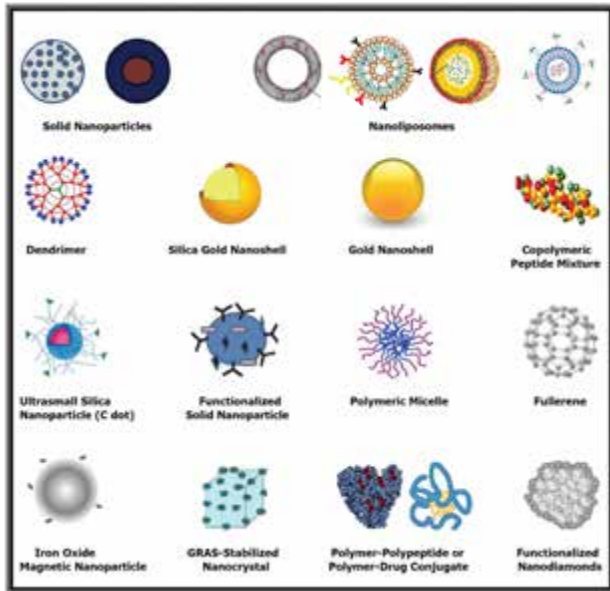 Solid Nanoparticles
Nanoliposomes
Dendrimer
Silica Gold Nanoshell
Gold Nanoshell
Copolymeric
Peptide Mixture
Ultrasmall Silica
Nanoparticle (C dot)
Functionalized
Solid Nanoparticle
Polymeric Micelle
Fullerene
Iron Oxide
Magnetic Nanoparticle
GRAS-Stabilized
Nanocrystal
Polymer-Polypeptide or
Polymer-Drug Conjugate
Functionalized
Nanodiamonds